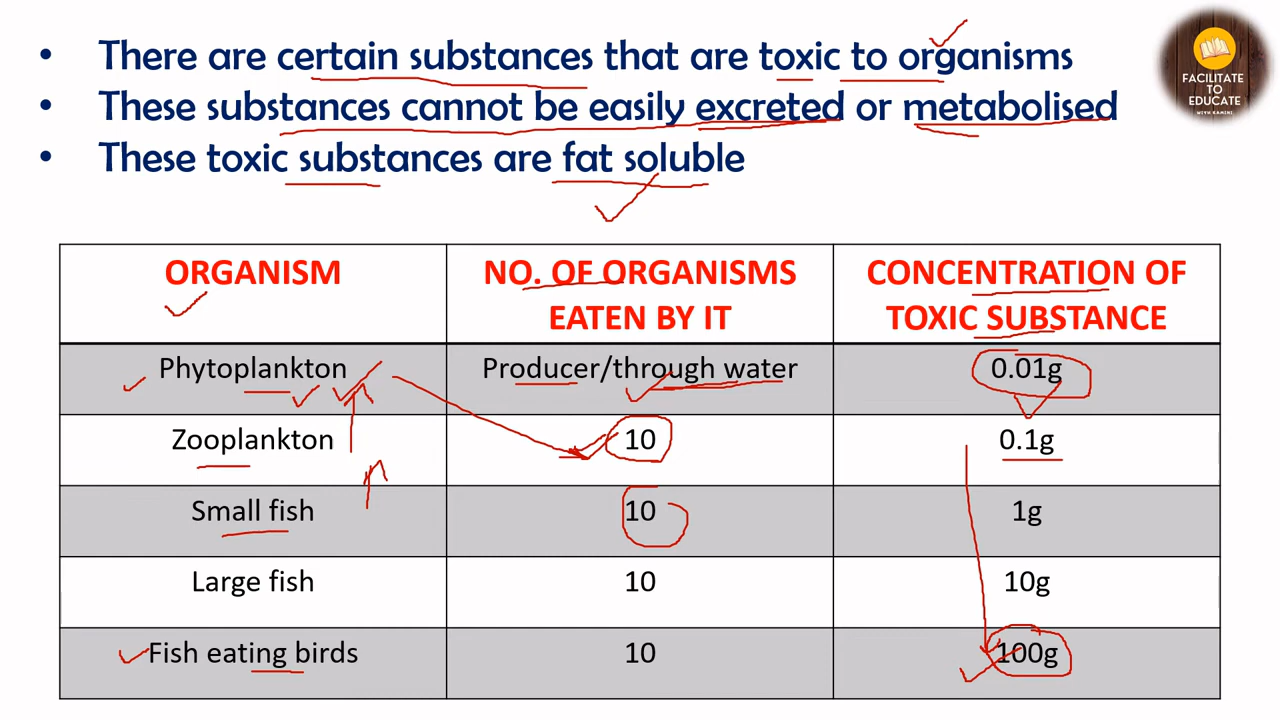 • There are certain substances that are toxic to organisms
• These substances cannot be easily excreted or metabolised
• These toxic substances are fat soluble
FACILITATE
TO
EDUCATE
WITH KAMINI
ORGANISM
NO. OF ORGANISMS
EATEN BY IT
CONCENTRATION OF
TOXIC SUBSTANCE
Phytoplankton
Producer/through water
0.01g
Zooplankton
10
0.1g
Small fish
10
1g
Large fish
10
10g
Fish eating birds
10
100g